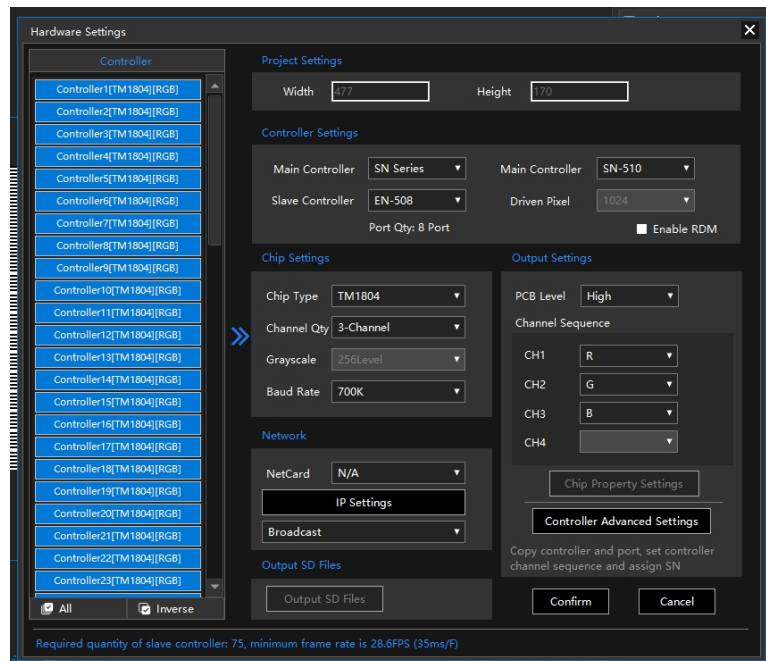 Hardware Settings
Controller
Controller1[TM1804][RGB]
Controller2[TM1804][RGB]
Controller3[TM1804][RGB]
Controller4[TM1804][RGB]
Controller5[TM1804][RGB]
Controller6[TM1804][RGB]
Controller7[TM1804][RGB]
Controller8[TM1804][RGB]
Controller9[TM1804][RGB]
Controller10[TM1804][RGB]
Controller11[TM1804][RGB]
Controller12[TM1804][RGB]
Controller13[TM1804][RGB]
Controller14[TM1804][RGB]
Controller15[TM1804][RGB]
Controller16[TM1804][RGB]
Controller17[TM1804][RGB]
Controller18[TM1804][RGB]
Controller19[TM1804][RGB]
Controller20[TM1804][RGB]
Controller21[TM1804][RGB]
Controller22[TM1804][RGB]
Controller23[TM1804][RGB]
All Inverse
Project Settings
Width 477 Height 170
Controller Settings
Main Controller SN Series Main Controller SN-510
Slave Controller EN-508 Driven Pixel 1024
Port Qty: 8 Port Enable RDM
Chip Settings
Chip Type TM1804
Channel Qty 3-Channel
Grayscale 256Level
Baud Rate 700K
Network
NetCard N/A
IP Settings
Broadcast
Output SD Files
Output SD Files
Output Settings
PCB Level High
Channel Sequence
CH1 R
CH2 G
CH3 B
CH4
Chip Property Settings
Controller Advanced Settings
Copy controller and port, set controller
channel sequence and assign SN
Confirm Cancel
Required quantity of slave controller: 75, minimum frame rate is 28.6FPS (35ms/F)